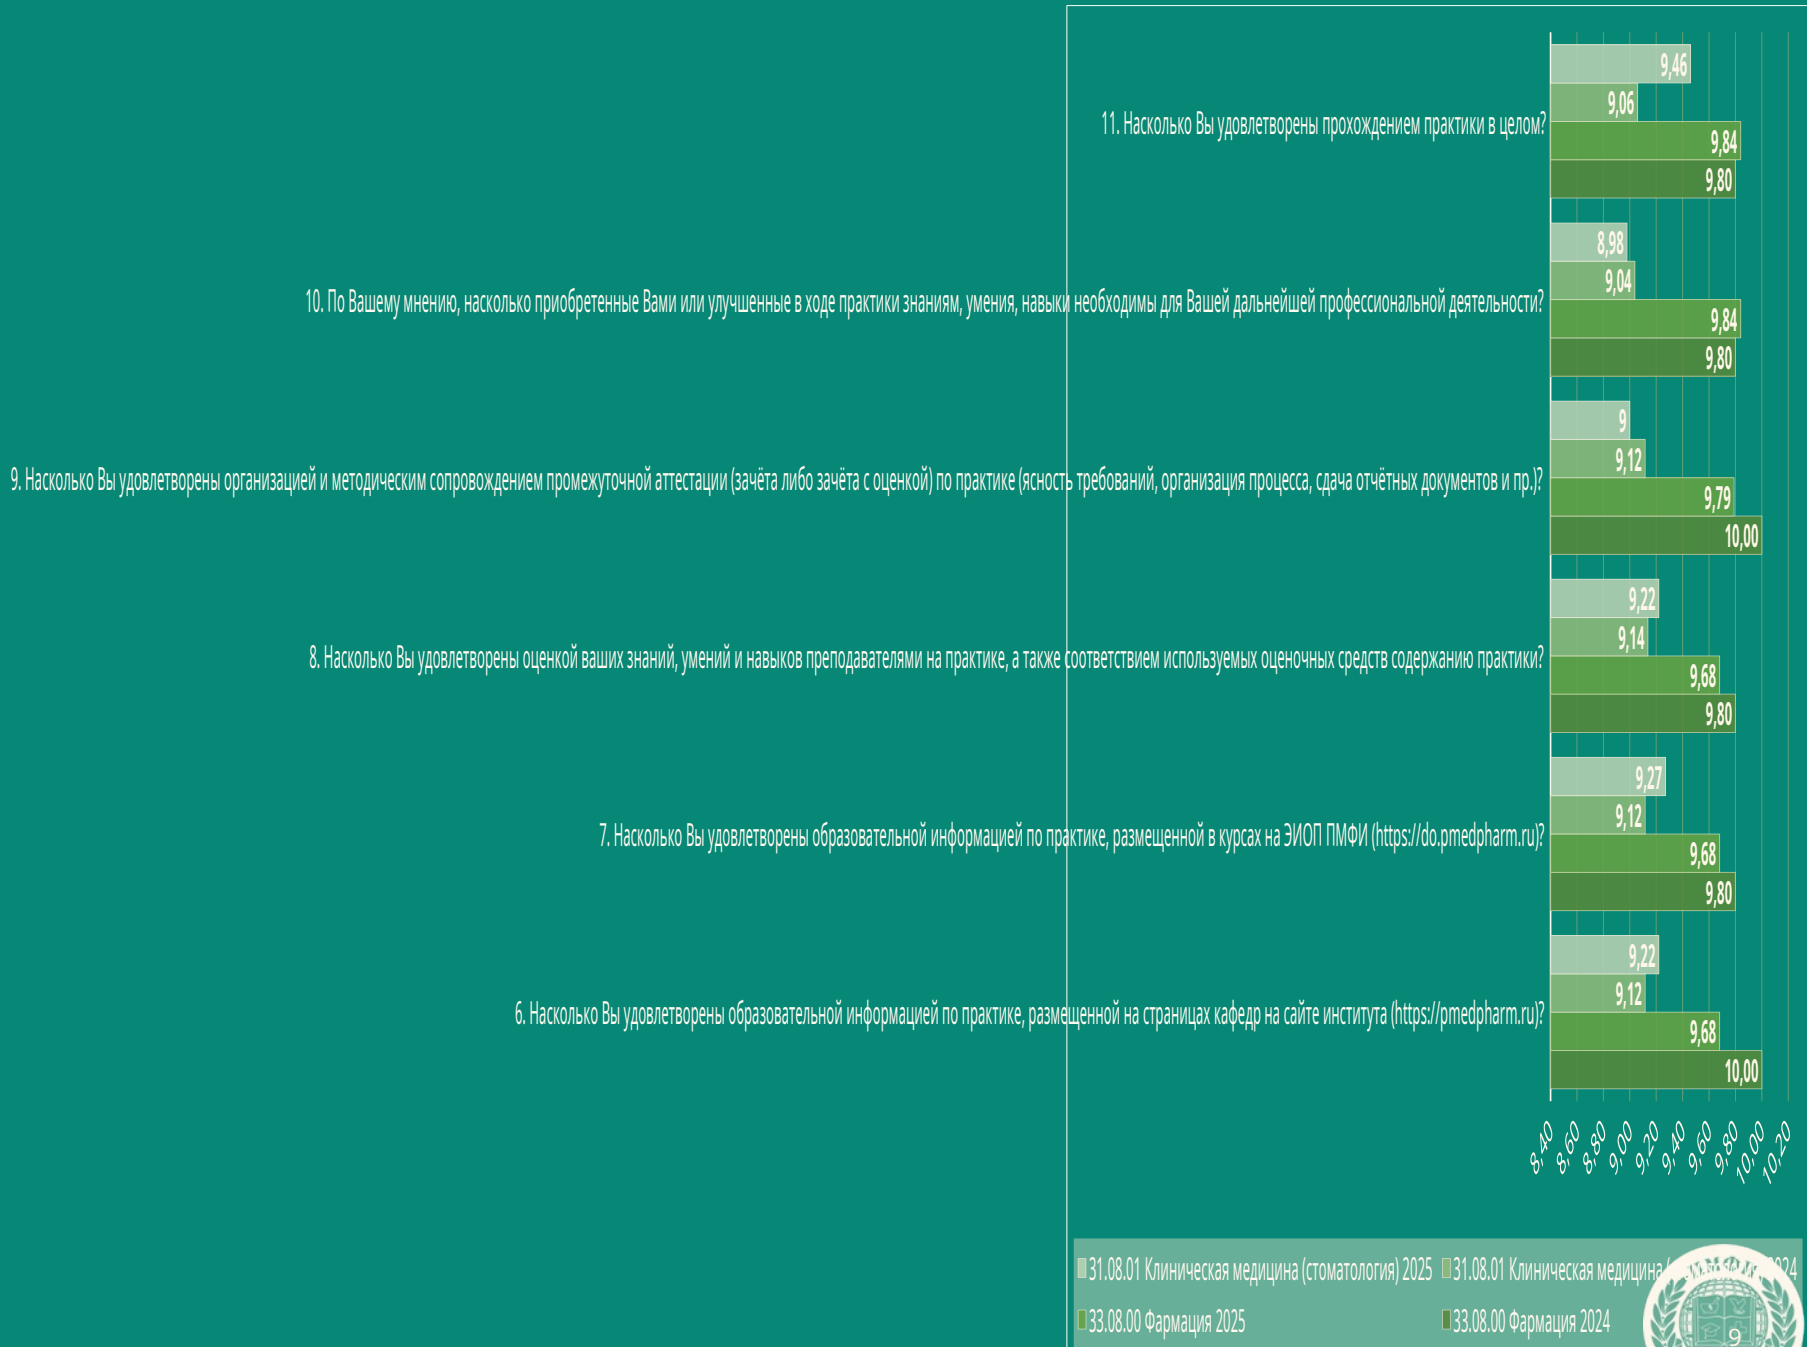 9,46
9,06
11. Насколько Вы удовлетворены прохождением практики в целом?
9,84
9,80
8,98
9,04
10. По Вашему мнению, насколько приобретенные Вами или улучшенные в ходе практики знаниям, умения, навыки необходимы для Вашей дальнейшей профессиональной деятельности?
9,84
9,80
9
9,12
9. Насколько Вы удовлетворены организацией и методическим сопровождением промежуточной аттестации (зачёта либо зачёта с оценкой) по практике (ясность требований, организация процесса, сдача отчётных документов и пр.)?
9,79
10,00
9,22
9,14
8. Насколько Вы удовлетворены оценкой ваших знаний, умений и навыков преподавателями на практике, а также соответствием используемых оценочных средств содержанию практики?
9,68
9,80
9,27
9,12
7. Насколько Вы удовлетворены образовательной информацией по практике, размещенной в курсах на ЭИОП ПМФИ (https://do.pmedpharm.ru)?
9,68
9,80
9,22
9,12
6. Насколько Вы удовлетворены образовательной информацией по практике, размещенной на страницах кафедр на сайте института (https://pmedpharm.ru)?
9,68
10,00
8,40 8,60 8,80 9,00 9,20 9,40 9,60 9,80 10,00 10,20
31.08.01 Клиническая медицина (стоматология) 2025 31.08.01 Клиническая медицина 24
33.08.00 Фармация 2025 33.08.00 Фармация 2024
9